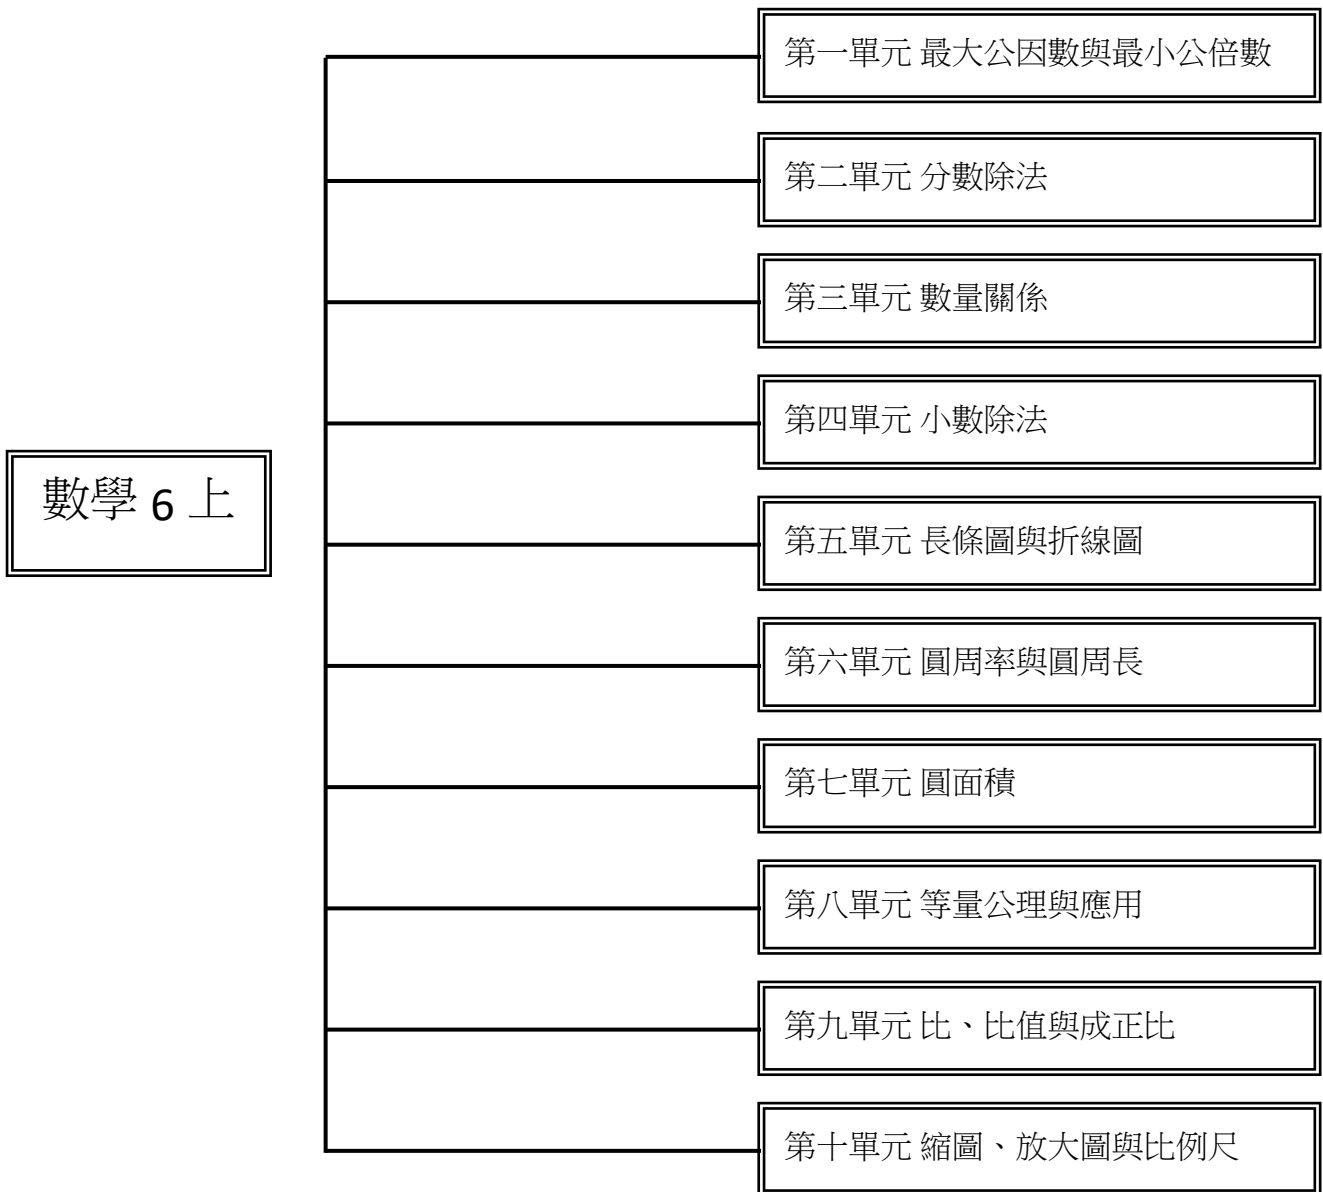 第一單元 最大公因數與最小公倍數
第二單元 分數除法
第三單元 數量關係
第四單元 小數除法
數學 6 上
第五單元 長條圖與折線圖
第六單元 圓周率與圓周長
第七單元 圓面積
第八單元 等量公理與應用
第九單元 比、比值與成正比
第十單元 縮圖、放大圖與比例尺